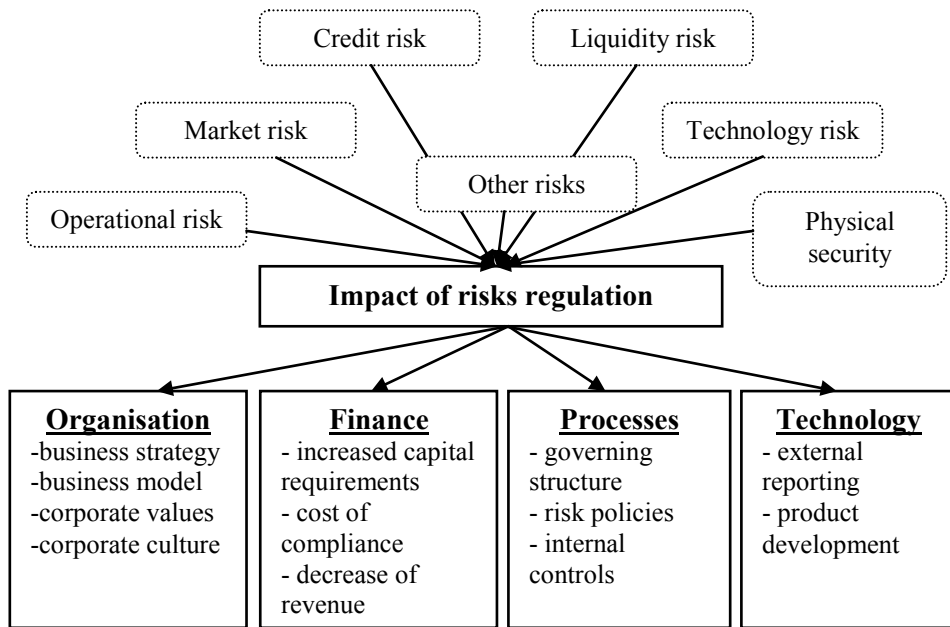 Credit risk
Liquidity risk
Market risk
Technology risk
Other risks
Operational risk
Physical
security
Impact of risks regulation
Organisation
-business strategy
-business model
-corporate values
-corporate culture
Finance
- increased capital
requirements
- cost of
compliance
- decrease of
revenue
Processes
- governing
structure
- risk policies
- internal
controls
Technology
- external
reporting
- product
development